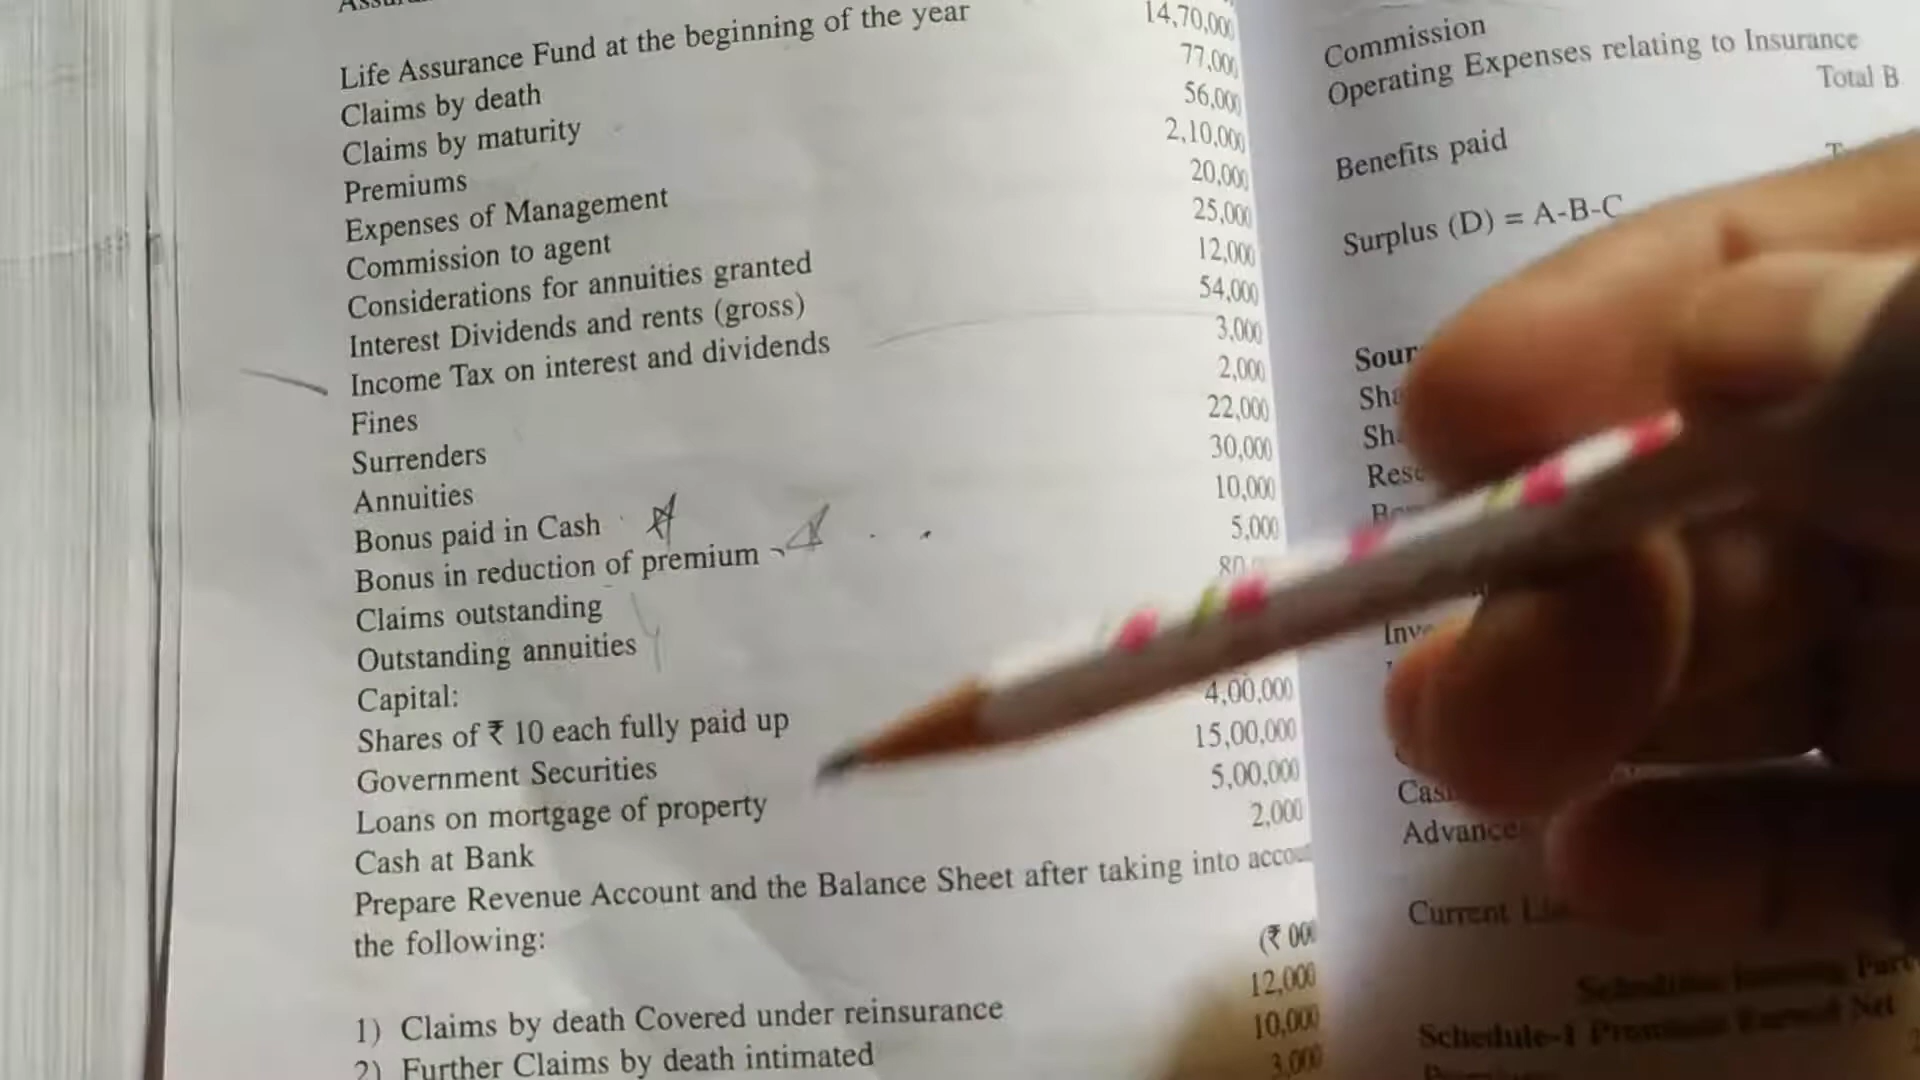 Life Assurance Fund at the beginning of the year 14,70,000
Claims by death 77,000
Claims by maturity 56,000
Premiums 2,10,000
Expenses of Management 20,000
Commission to agent 25,000
Considerations for annuities granted 12,000
Interest Dividends and rents (gross) 54,000
Income Tax on interest and dividends 3,000
Fines 2,000
Surrenders 22,000
Annuities 30,000
Bonus paid in Cash 10,000
Bonus in reduction of premium 5,000
Claims outstanding
Outstanding annuities
Capital:
Shares of ₹ 10 each fully paid up 4,00,000
Government Securities 15,00,000
Loans on mortgage of property 5,00,000
Cash at Bank 2,000
Prepare Revenue Account and the Balance Sheet after taking into
the following:
(₹ 000
1) Claims by death Covered under reinsurance 12,000
2) Further Claims by death intimated 10,000
3,000
Commission
Operating Expenses relating to Insurance
Total B
Benefits paid
Surplus (D) = A-B-C
Advance
Current
Schedule-1 Premium Earned Net